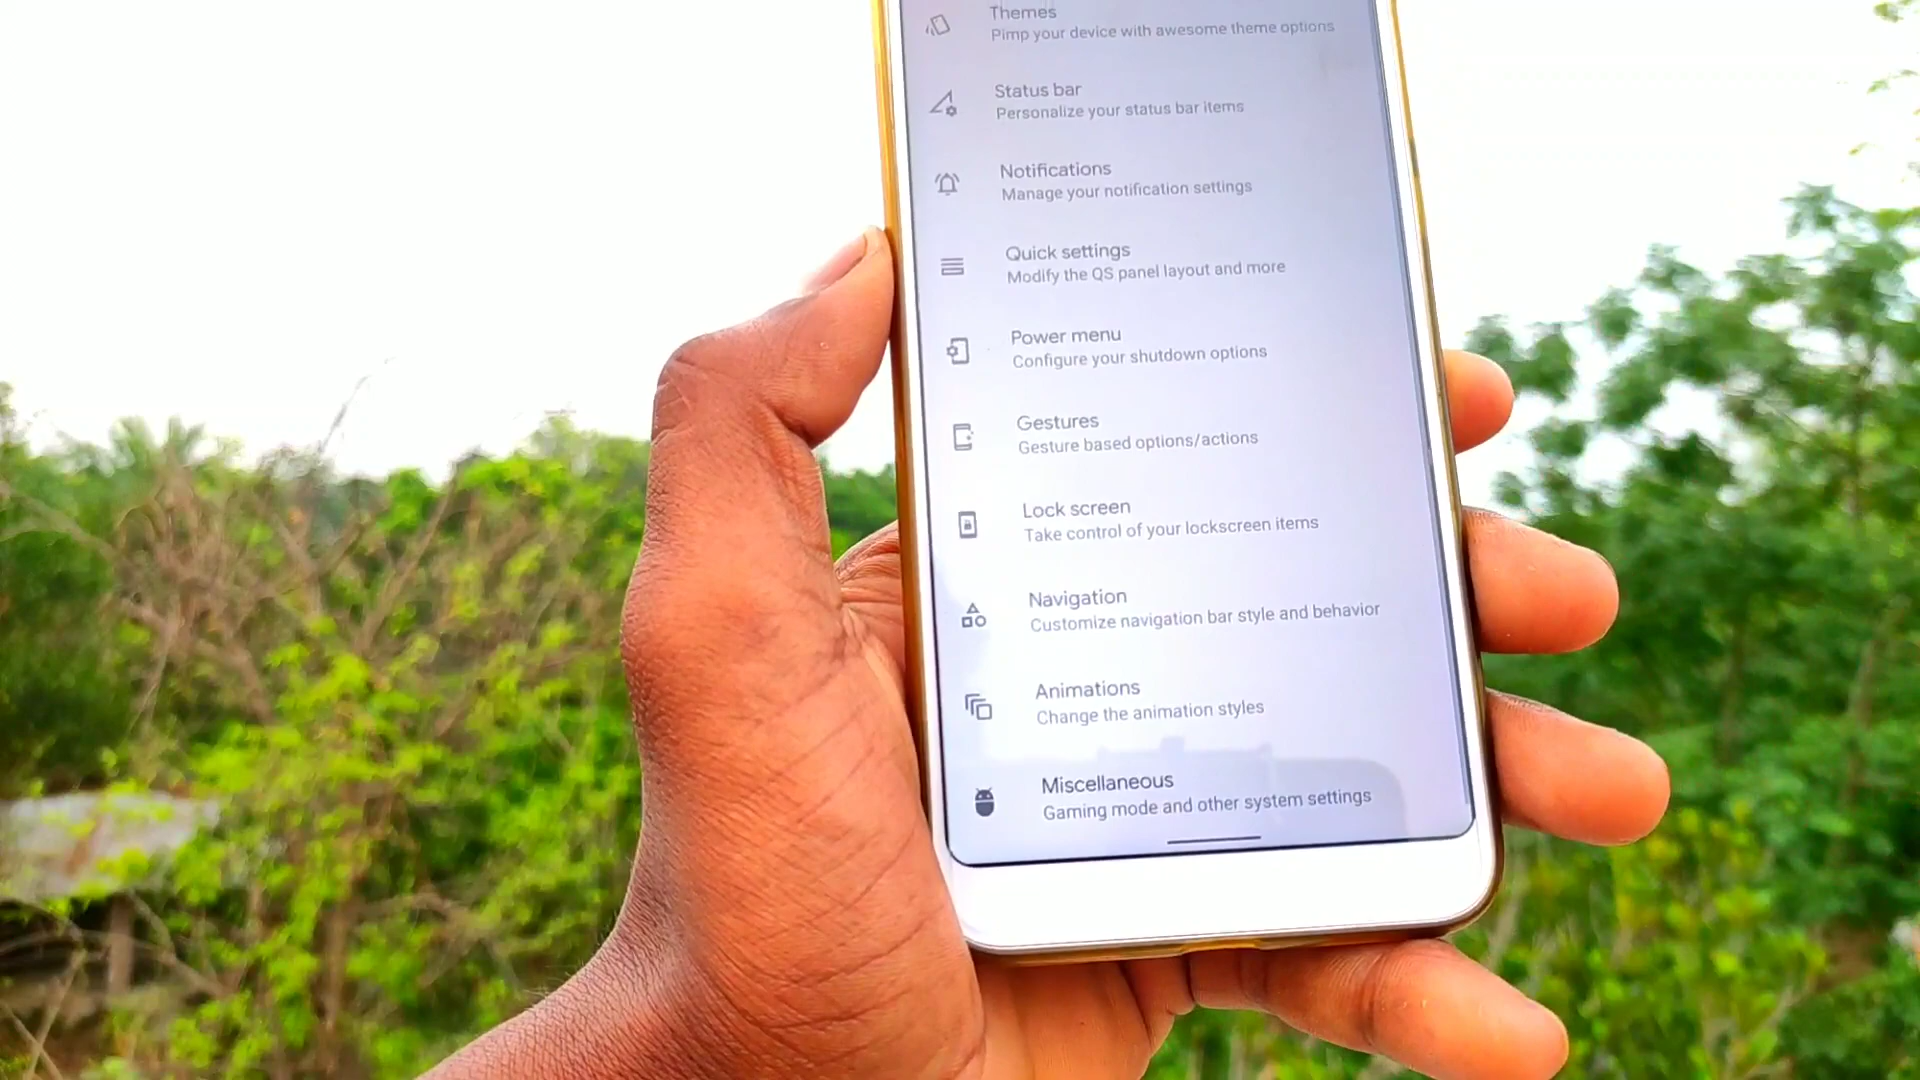 Themes
Pimp your device with awesome theme options
Status bar
Personalize your status bar items
Notifications
Manage your notification settings
Quick settings
Modify the QS panel layout and more
Power menu
Configure your shutdown options
Gestures
Gesture based options/actions
Lock screen
Take control of your lockscreen items
Navigation
Customize navigation bar style and behavior
Animations
Change the animation styles
Miscellaneous
Gaming mode and other system settings